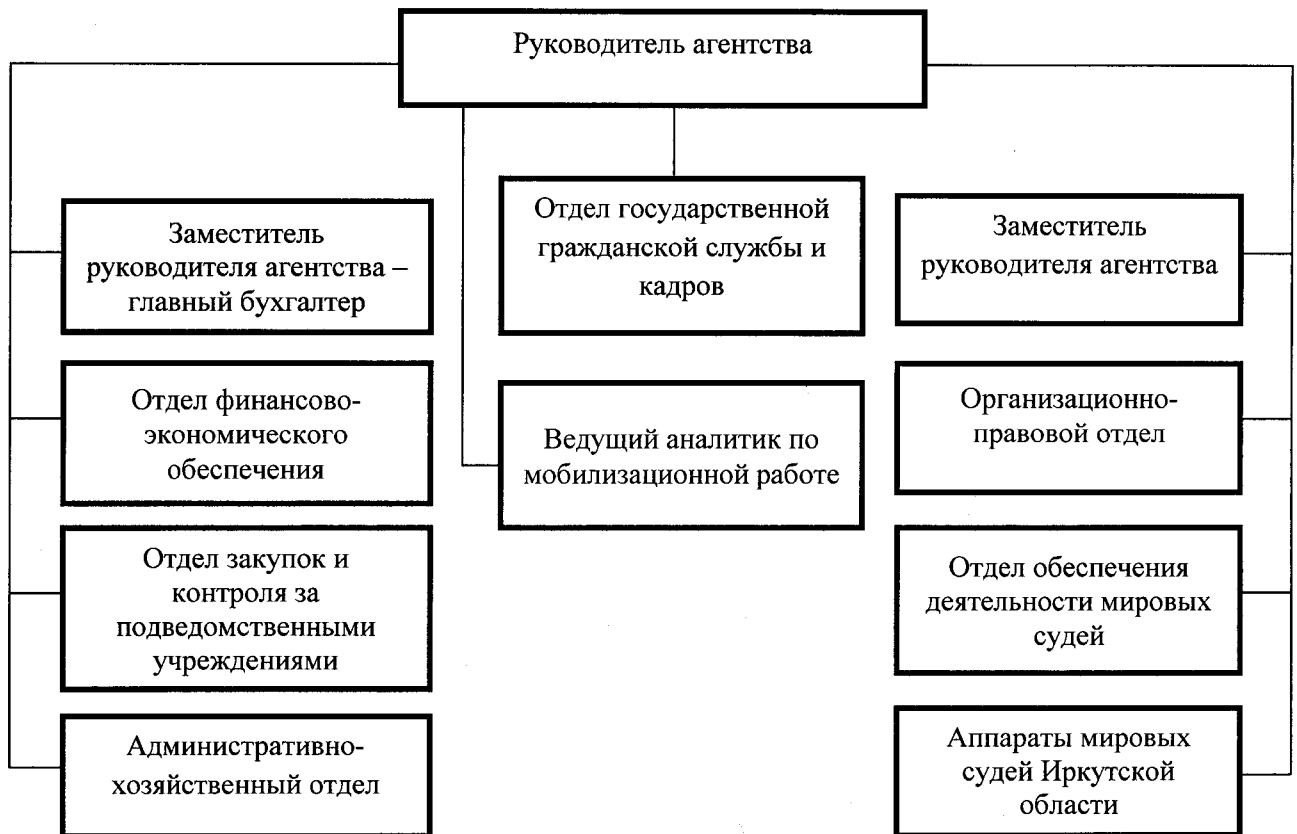 Руководитель агентства
Заместитель
руководителя агентства –
главный бухгалтер
Отдел финансово-
экономического
обеспечения
Отдел закупок и
контроля за
подведомственными
учреждениями
Административно-
хозяйственный отдел
Отдел государственной
гражданской службы и
кадров
Ведущий аналитик по
мобилизационной работе
Заместитель
руководителя агентства
Организационно-
правовой отдел
Отдел обеспечения
деятельности мировых
судей
Аппараты мировых
судей Иркутской
области